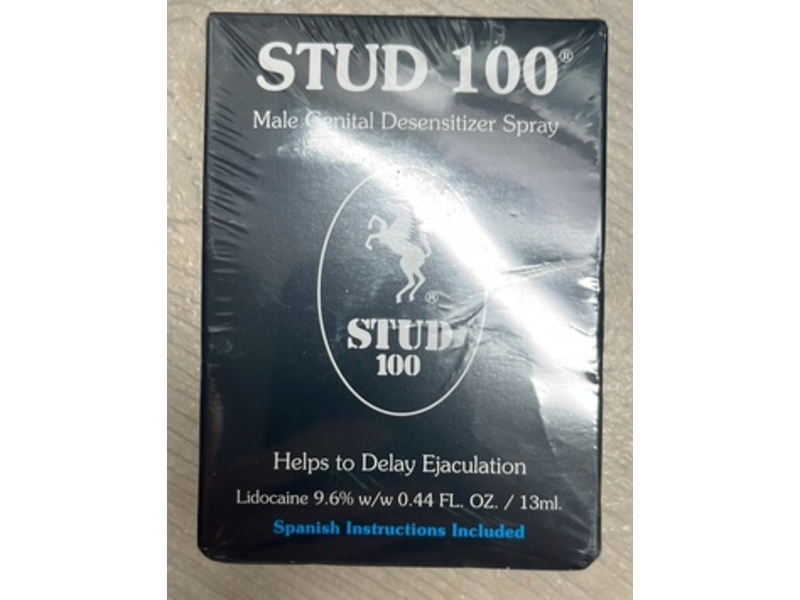 STUD 100®
Male Genital Desensitizer Spray
®
STUD
100
Helps to Delay Ejaculation
Lidocaine 9.6% w/w 0.44 FL. OZ. / 13ml.
Spanish Instructions Included